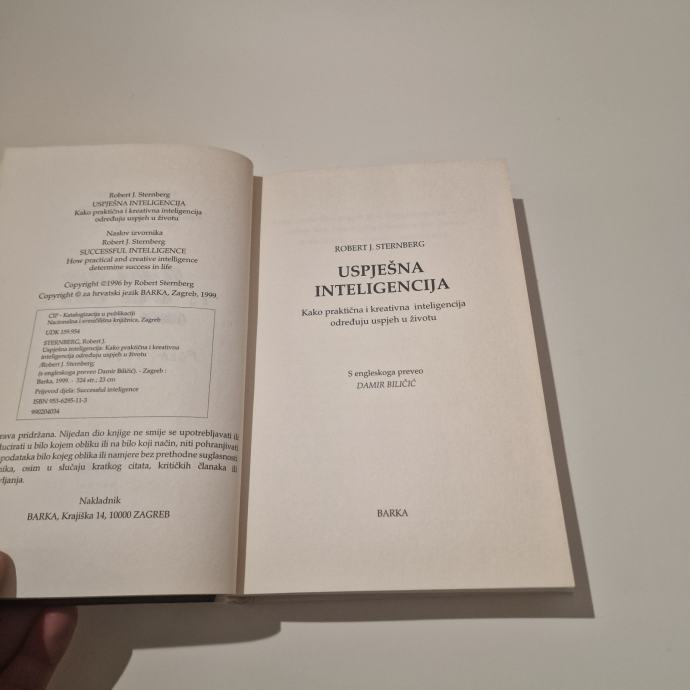 Robert J. Sternberg
USPJEŠNA INTELIGENCIJA
Kako praktična i kreativna inteligencija
određuju uspjeh u životu
Naslov izvornika
Robert J. Sternberg
SUCCESSFUL INTELLIGENCE
How practical and creative intelligence
determine success in life
Copyright ©1996 by Robert Sternberg
Copyright © za hrvatski jezik BARKA, Zagreb, 1999.
CIP - Katalogizacija u publikaciji
Nacionalna i sveučilišna knjižnica, Zagreb
UDK 159.954
STERNBERG, Robert J.
Uspješna inteligencija. Kako praktična i kreativna
inteligencija određuju uspjeh u životu
/Robert J. Sternberg;
(s engleskoga preveo Damir Biličić). - Zagreb :
Barka, 1999. - 324 str.; 23 cm
Prijevod djela: Successful intelligence
ISBN 953-6295-11-3
990204034
rava pridržana. Nijedan dio knjige ne smije se upotrebljavati ili
ducirati u bilo kojem obliku ili na bilo koji način, niti pohranjivati
podataka bilo kojeg oblika ili namjere bez prethodne suglasnosti
nika, osim u slučaju kratkog citata, kritičkih članaka ili
vljanja.
Nakladnik
BARKA, Krajiška 14, 10000 ZAGREB
ROBERT J. STERNBERG
USPJEŠNA
INTELIGENCIJA
Kako praktična i kreativna inteligencija
određuju uspjeh u životu
S engleskoga preveo
DAMIR BILIČIĆ
BARKA